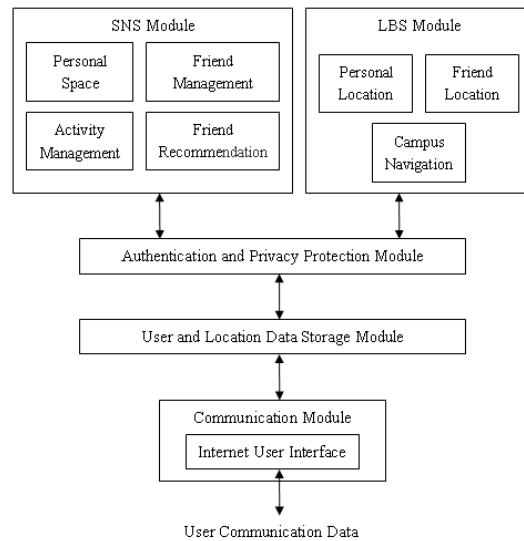 SNS Module
Personal
Space
Friend
Management
Activity
Management
Friend
Recommendation
LBS Module
Personal
Location
Friend
Location
Campus
Navigation
Authentication and Privacy Protection Module
User and Location Data Storage Module
Communication Module
Internet User Interface
User Communication Data